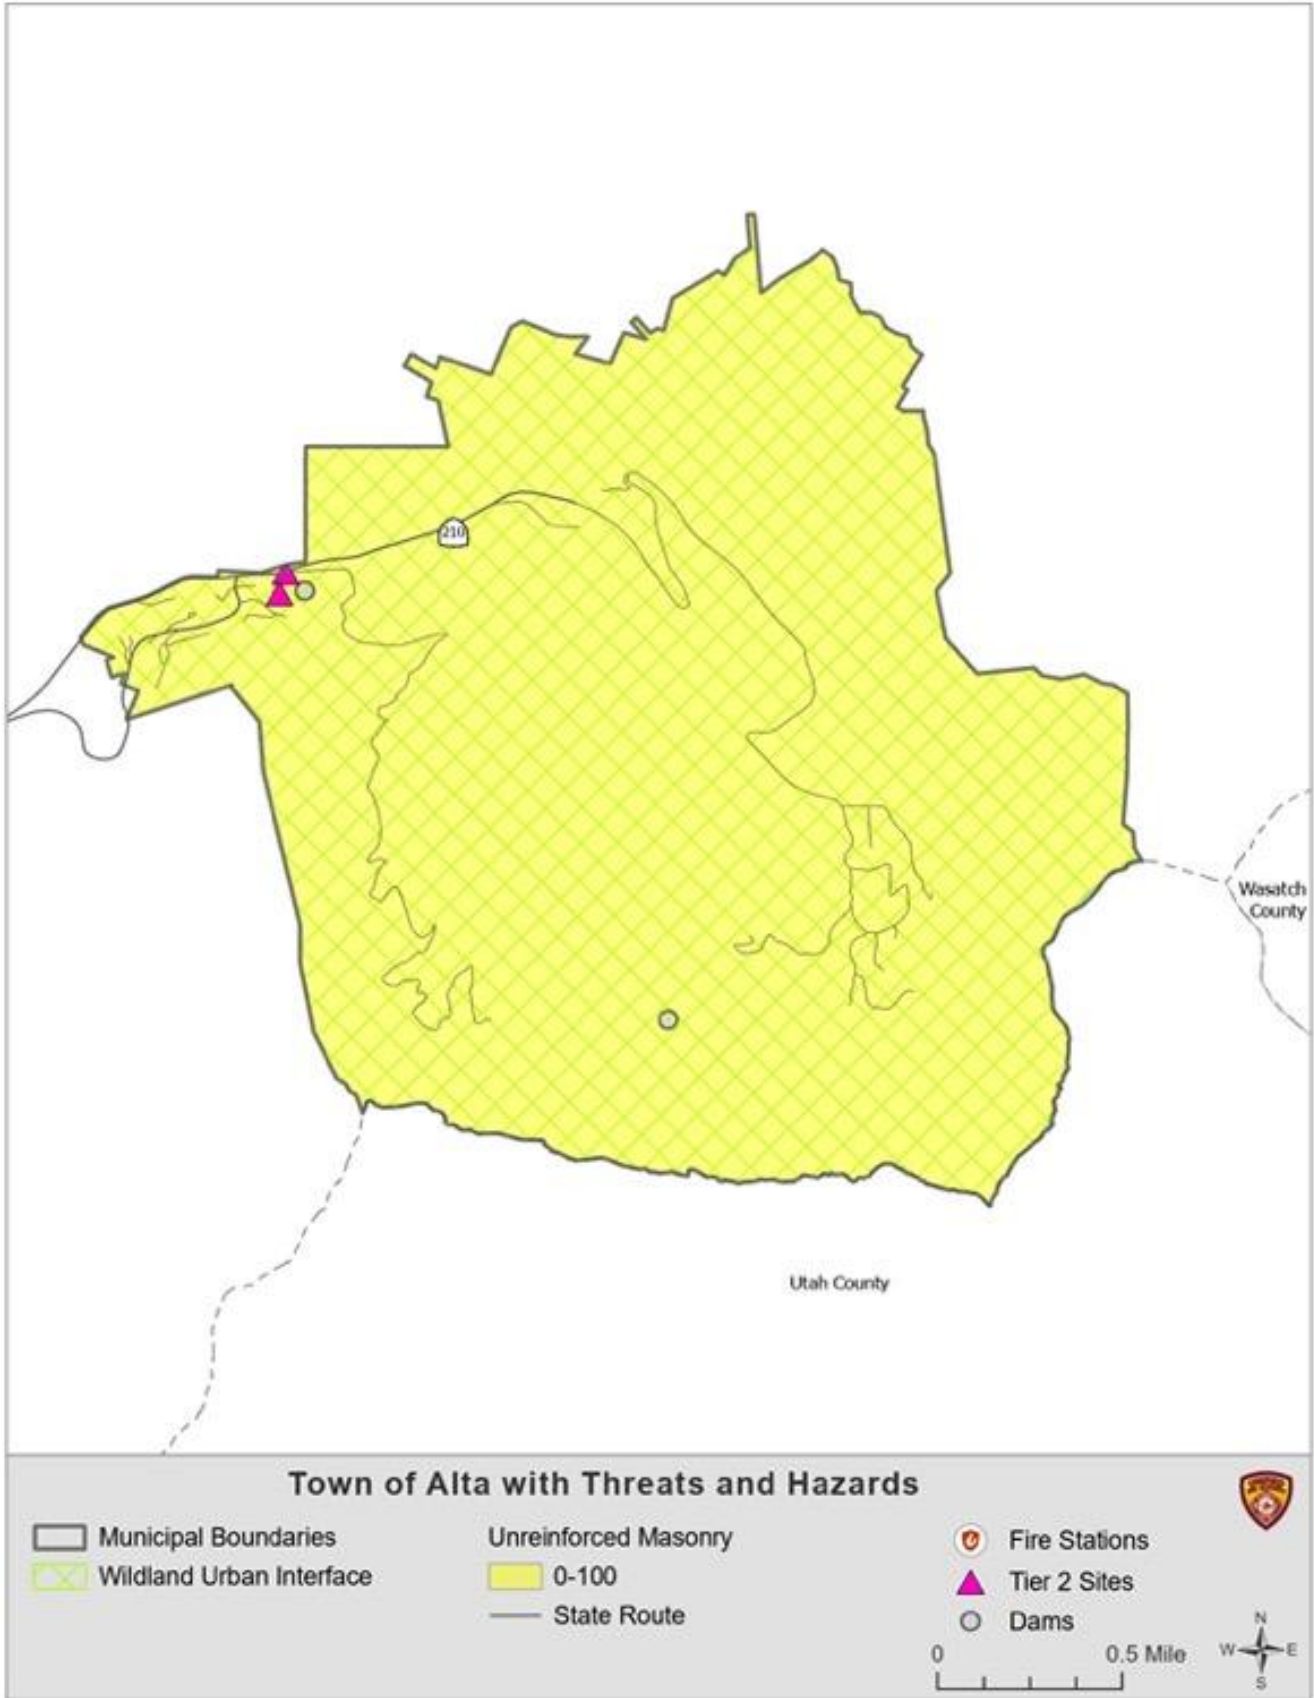 210
Wasatch
County
Utah County
Town of Alta with Threats and Hazards
Municipal Boundaries
Wildland Urban Interface
Unreinforced Masonry
0-100
State Route
Fire Stations
Tier 2 Sites
Dams
0 0.5 Mile
N
W E
S